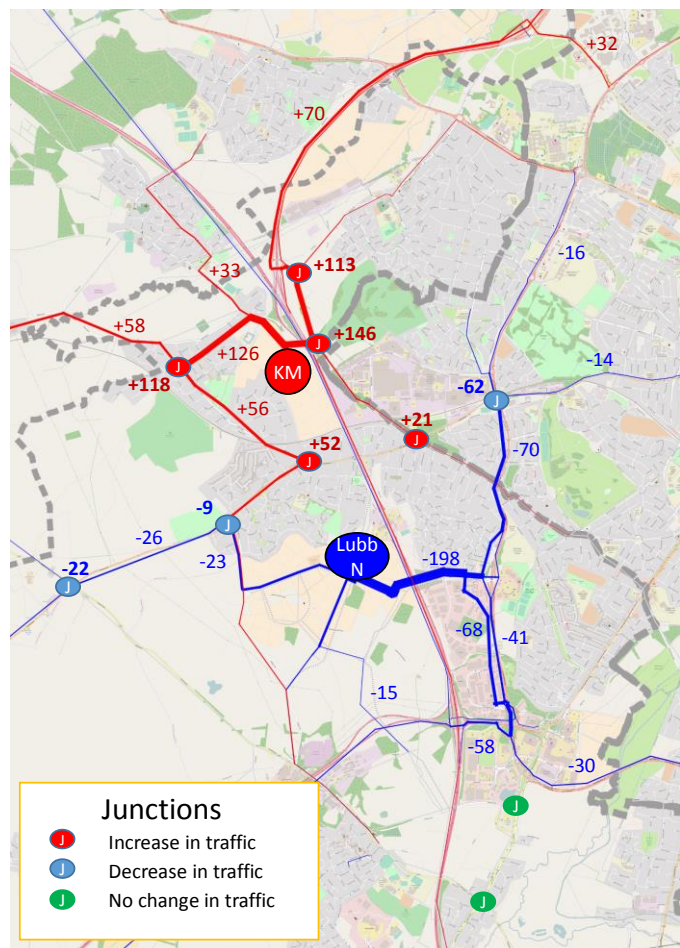 +32
+70
-16
+33
J
+113
+58
J
+146
+126
KM
-14
J
+118
-62
J
+56
+21
J
+52
J
-70
-9
J
-26
Lubb
N
-198
-23
-22
J
-68
-41
-15
-58
-30
J
J
Junctions
J
Increase in traffic
J
Decrease in traffic
J
No change in traffic